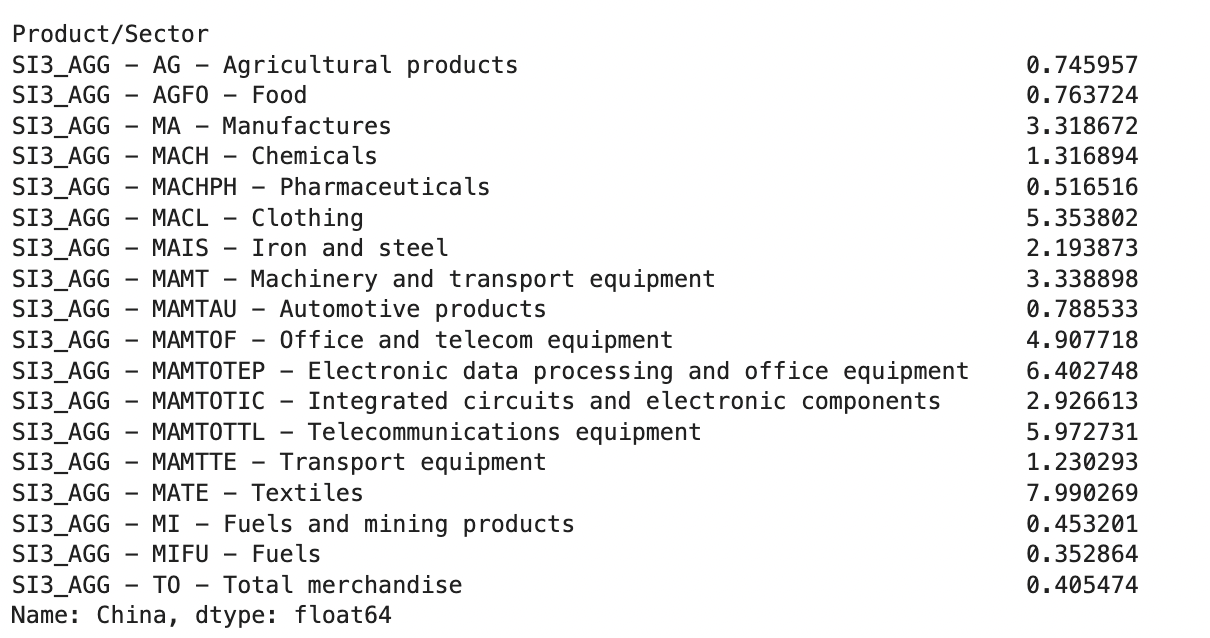 Product/Sector
SI3_AGG – AG – Agricultural products 0.745957
SI3_AGG – AGFO – Food 0.763724
SI3_AGG – MA – Manufactures 3.318672
SI3_AGG – MACH – Chemicals 1.316894
SI3_AGG – MACHPH – Pharmaceuticals 0.516516
SI3_AGG – MACL – Clothing 5.353802
SI3_AGG – MAIS – Iron and steel 2.193873
SI3_AGG – MAMT – Machinery and transport equipment 3.338898
SI3_AGG – MAMTAU – Automotive products 0.788533
SI3_AGG – MAMTOF – Office and telecom equipment 4.907718
SI3_AGG – MAMTOTEP – Electronic data processing and office equipment 6.402748
SI3_AGG – MAMTOTIC – Integrated circuits and electronic components 2.926613
SI3_AGG – MAMTOTTL – Telecommunications equipment 5.972731
SI3_AGG – MAMTTE – Transport equipment 1.230293
SI3_AGG – MATE – Textiles 7.990269
SI3_AGG – MI – Fuels and mining products 0.453201
SI3_AGG – MIFU – Fuels 0.352864
SI3_AGG – TO – Total merchandise 0.405474
Name: China, dtype: float64